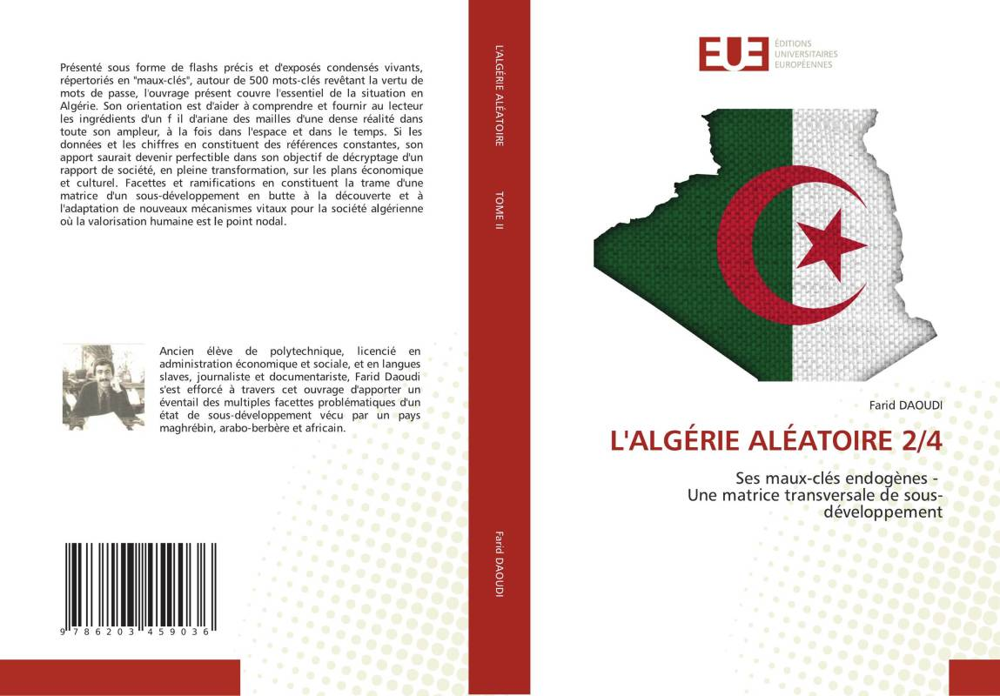 Présenté sous forme de flashs précis et d'exposés condensés vivants,
répertoriés en "maux-clés", autour de 500 mots-clés revêtant la vertu de
mots de passe, l'ouvrage présent couvre l'essentiel de la situation en
Algérie. Son orientation est d'aider à comprendre et fournir au lecteur
les ingrédients d'un f il d'ariane des mailles d'une dense réalité dans
toute son ampleur, à la fois dans l'espace et dans le temps. Si les
données et les chiffres en constituent des références constantes, son
apport saurait devenir perfectible dans son objectif de décryptage d'un
rapport de société, en pleine transformation, sur les plans économique
et culturel. Facettes et ramifications en constituent la trame d'une
matrice d'un sous-développement en butte à la découverte et à
l'adaptation de nouveaux mécanismes vitaux pour la société algérienne
où la valorisation humaine est le point nodal.
Ancien élève de polytechnique, licencié en
administration économique et sociale, et en langues
slaves, journaliste et documentariste, Farid Daoudi
s'est efforcé à travers cet ouvrage d'apporter un
éventail des multiples facettes problématiques d'un
état de sous-développement vécu par un pays
maghrébin, arabo-berbère et africain.
9 786203 459036
L'ALGÉRIE ALÉATOIRE TOME II
Farid DAOUDI
EUE
ÉDITIONS
UNIVERSITAIRES
EUROPÉENNES
Farid DAOUDI
L'ALGÉRIE ALÉATOIRE 2/4
Ses maux-clés endogènes -
Une matrice transversale de sous-
développement